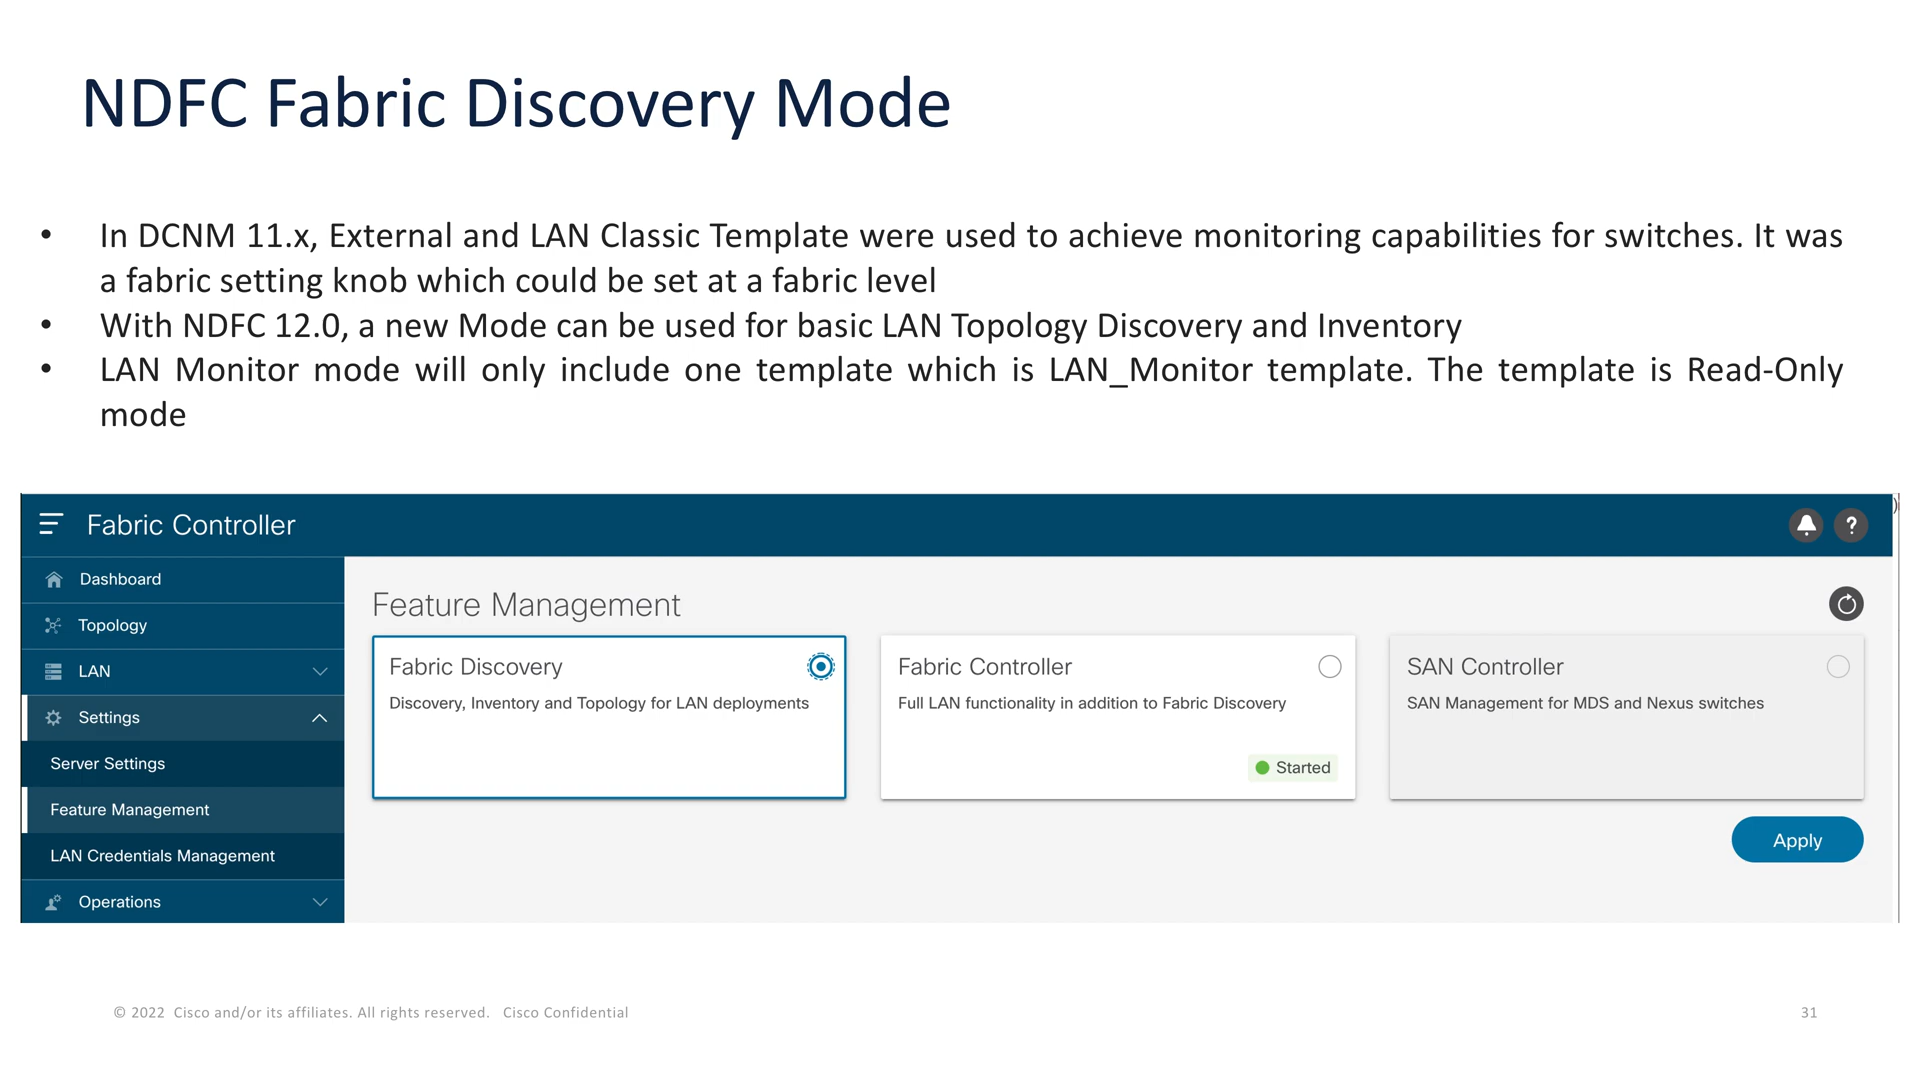 NDFC Fabric Discovery Mode
• In DCNM 11.x, External and LAN Classic Template were used to achieve monitoring capabilities for switches. It was
a fabric setting knob which could be set at a fabric level
• With NDFC 12.0, a new Mode can be used for basic LAN Topology Discovery and Inventory
• LAN Monitor mode will only include one template which is LAN_Monitor template. The template is Read-Only
mode
Fabric Controller
?
Dashboard
Topology
LAN
Settings
Server Settings
Feature Management
LAN Credentials Management
Operations
Feature Management
Fabric Discovery
Discovery, Inventory and Topology for LAN deployments
Fabric Controller
Full LAN functionality in addition to Fabric Discovery
Started
SAN Controller
SAN Management for MDS and Nexus switches
Apply
© 2022 Cisco and/or its affiliates. All rights reserved. Cisco Confidential
31